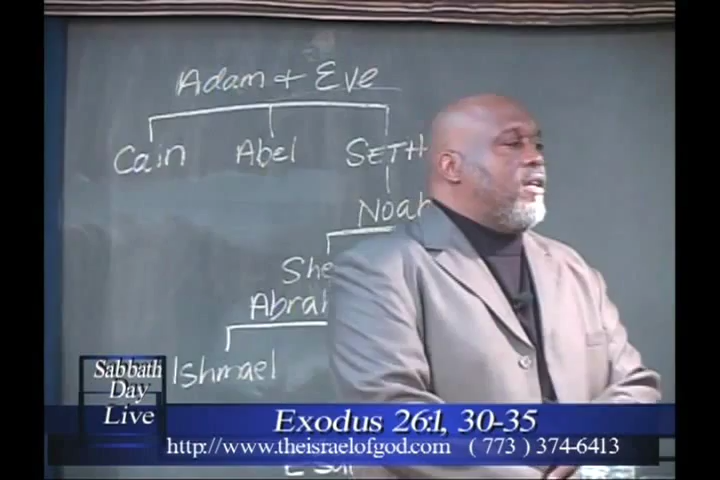 Adam + Eve
Cain Abel SETH
Noah
She
Abrah
Ishmael
Sabbath
Day
Live
Exodus 26:1, 30-35
http://www.theisraelofgod.com ( 773 ) 374-6413